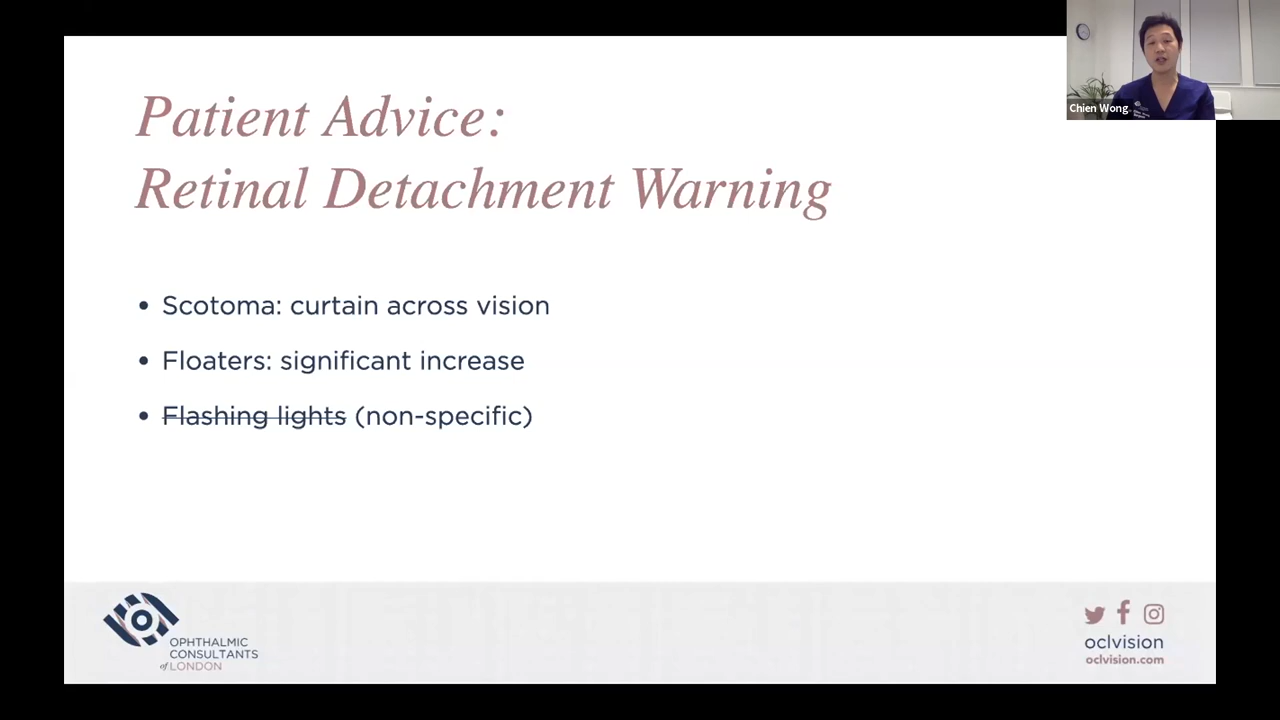 Patient Advice:
Retinal Detachment Warning
• Scotoma: curtain across vision
• Floaters: significant increase
• Flashing lights (non-specific)
Chien Wong
OPHTHALMIC
CONSULTANTS
of LONDON
oclvision
oclvision.com